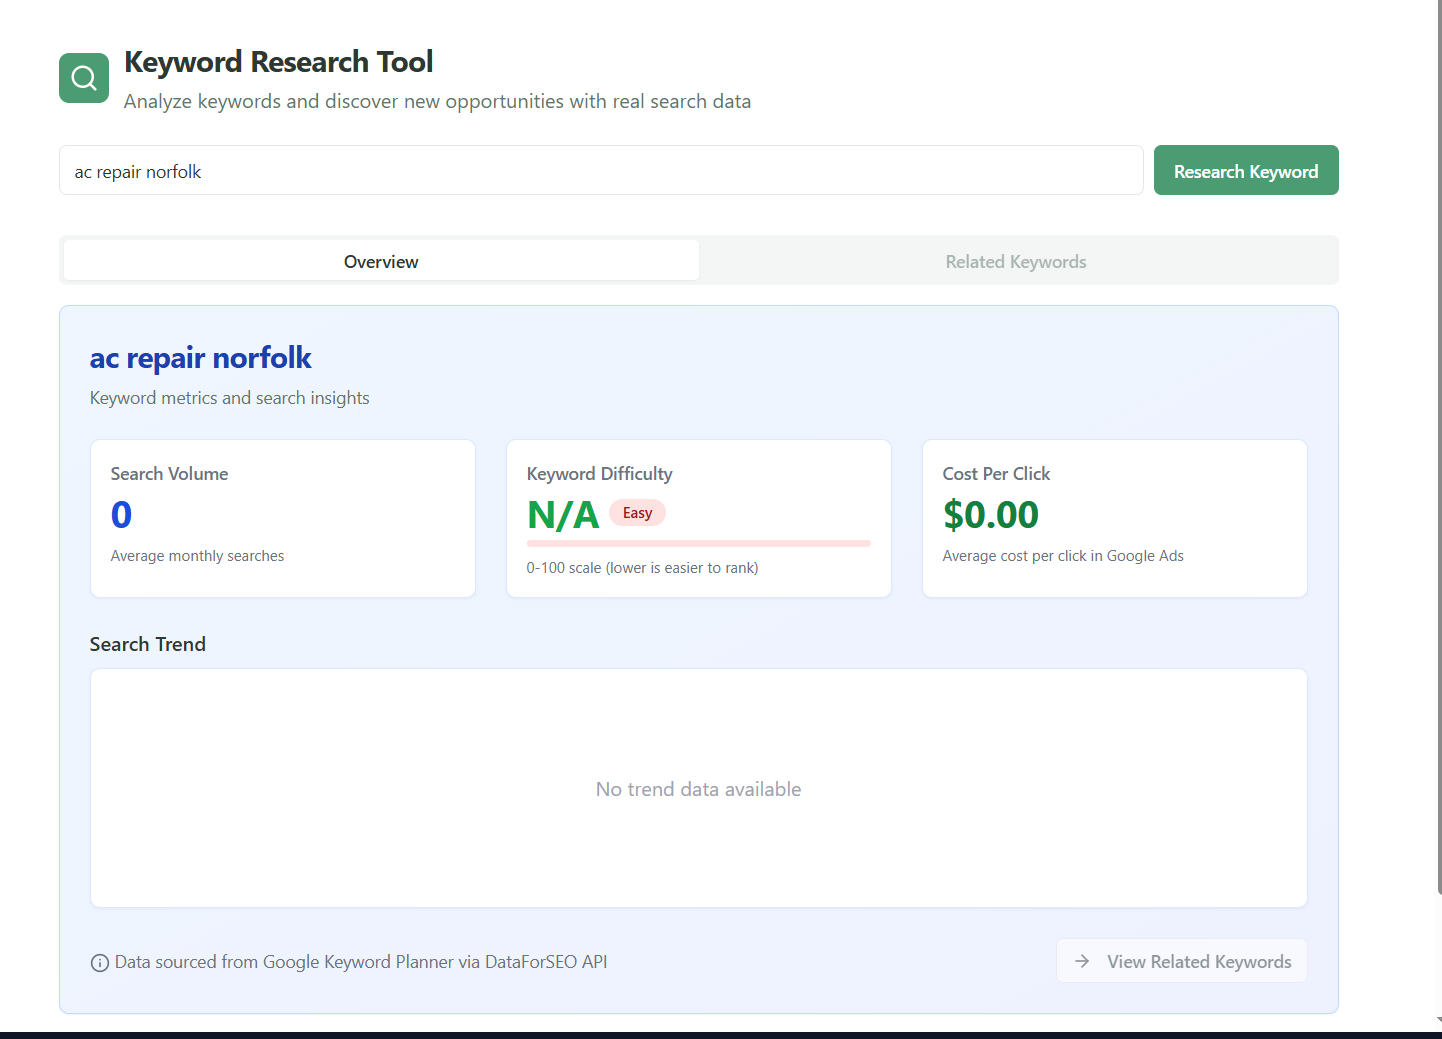 Keyword Research Tool
Analyze keywords and discover new opportunities with real search data
ac repair norfolk
Research Keyword
Overview
Related Keywords
ac repair norfolk
Keyword metrics and search insights
Search Volume
0
Average monthly searches
Keyword Difficulty
N/A Easy
0-100 scale (lower is easier to rank)
Cost Per Click
$0.00
Average cost per click in Google Ads
Search Trend
No trend data available
Data sourced from Google Keyword Planner via DataForSEO API
View Related Keywords